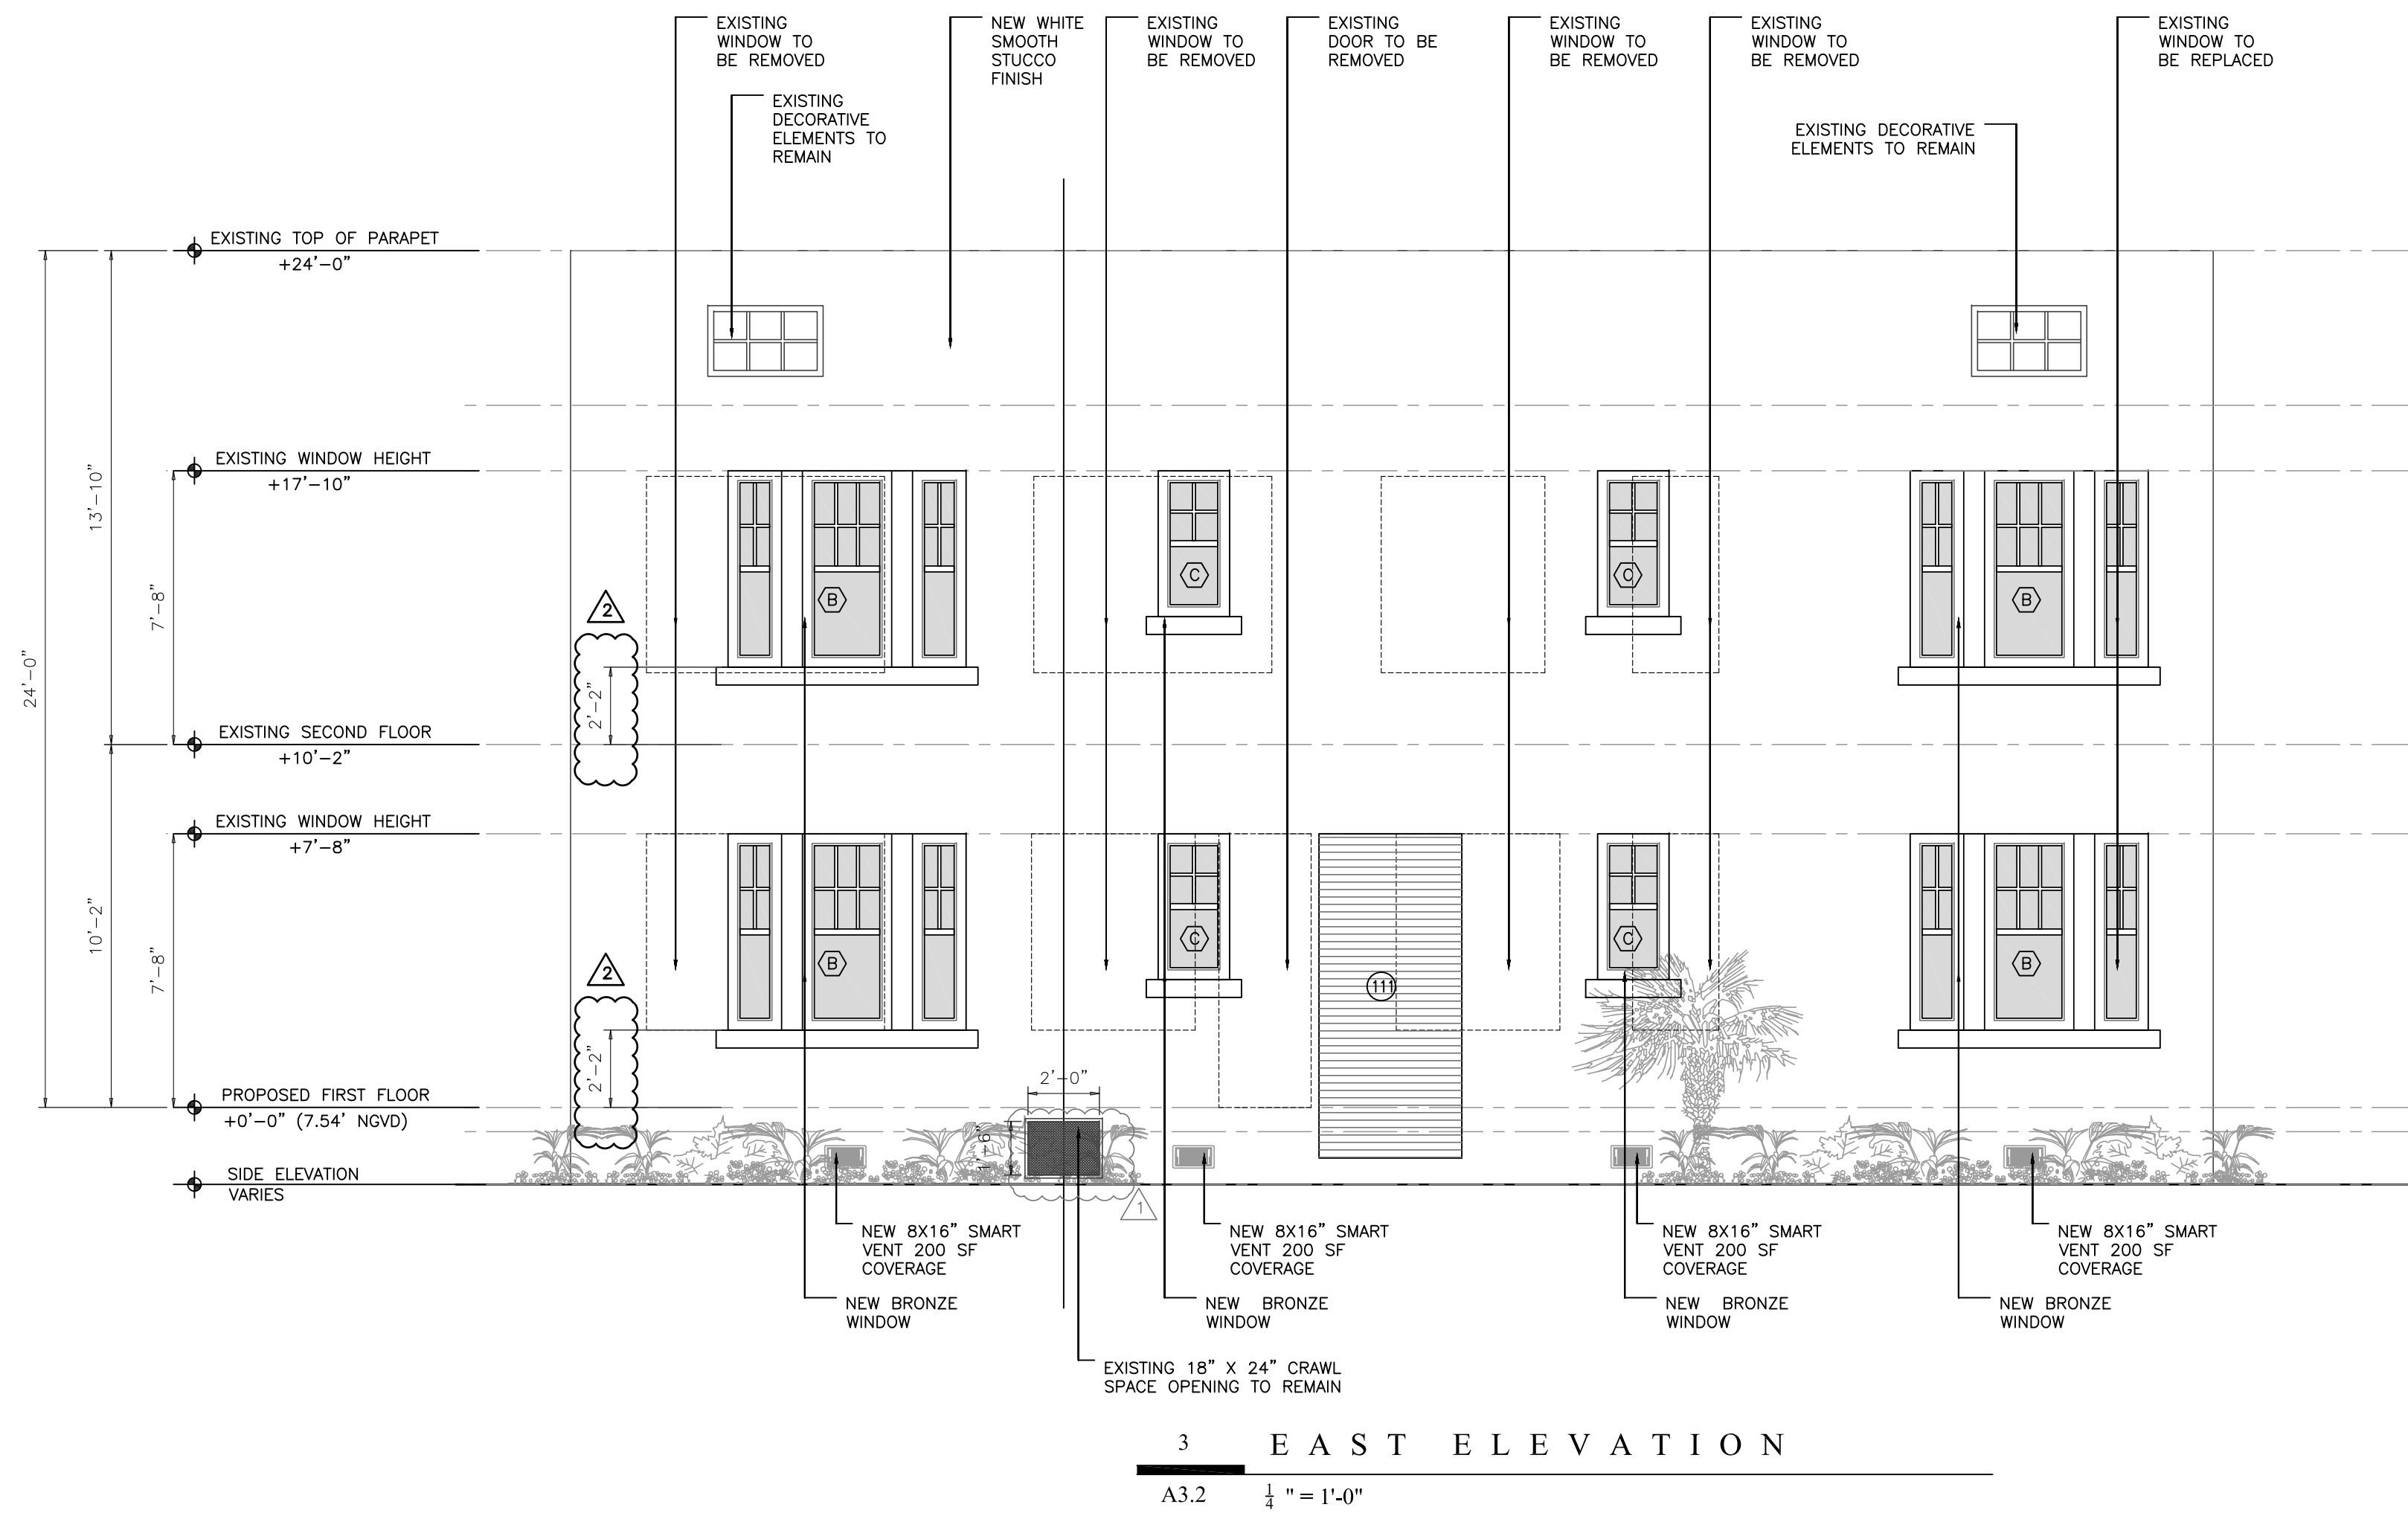 EXISTING
WINDOW TO
BE REMOVED
NEW WHITE
SMOOTH
STUCCO
FINISH
EXISTING
WINDOW TO
BE REMOVED
EXISTING
DOOR TO BE
REMOVED
EXISTING
WINDOW TO
BE REMOVED
EXISTING
WINDOW TO
BE REMOVED
EXISTING
WINDOW TO
BE REPLACED
EXISTING
DECORATIVE
ELEMENTS TO
REMAIN
EXISTING DECORATIVE
ELEMENTS TO REMAIN
EXISTING TOP OF PARAPET
+24'-0"
EXISTING WINDOW HEIGHT
+17'-10"
13'-10"
7'-8"
24'-0"
2
2'-2"
B
C
C
B
EXISTING SECOND FLOOR
+10'-2"
EXISTING WINDOW HEIGHT
+7'-8"
10'-2"
7'-8"
2
2'-2"
B
C
111
C
B
PROPOSED FIRST FLOOR
+0'-0" (7.54' NGVD)
2'-0"
1'-6"
SIDE ELEVATION
VARIES
1
NEW 8X16" SMART
VENT 200 SF
COVERAGE
NEW 8X16" SMART
VENT 200 SF
COVERAGE
NEW 8X16" SMART
VENT 200 SF
COVERAGE
NEW 8X16" SMART
VENT 200 SF
COVERAGE
NEW BRONZE
WINDOW
NEW BRONZE
WINDOW
NEW BRONZE
WINDOW
NEW BRONZE
WINDOW
EXISTING 18" X 24" CRAWL
SPACE OPENING TO REMAIN
3 EAST ELEVATION
A3.2 1/4 " = 1'-0"